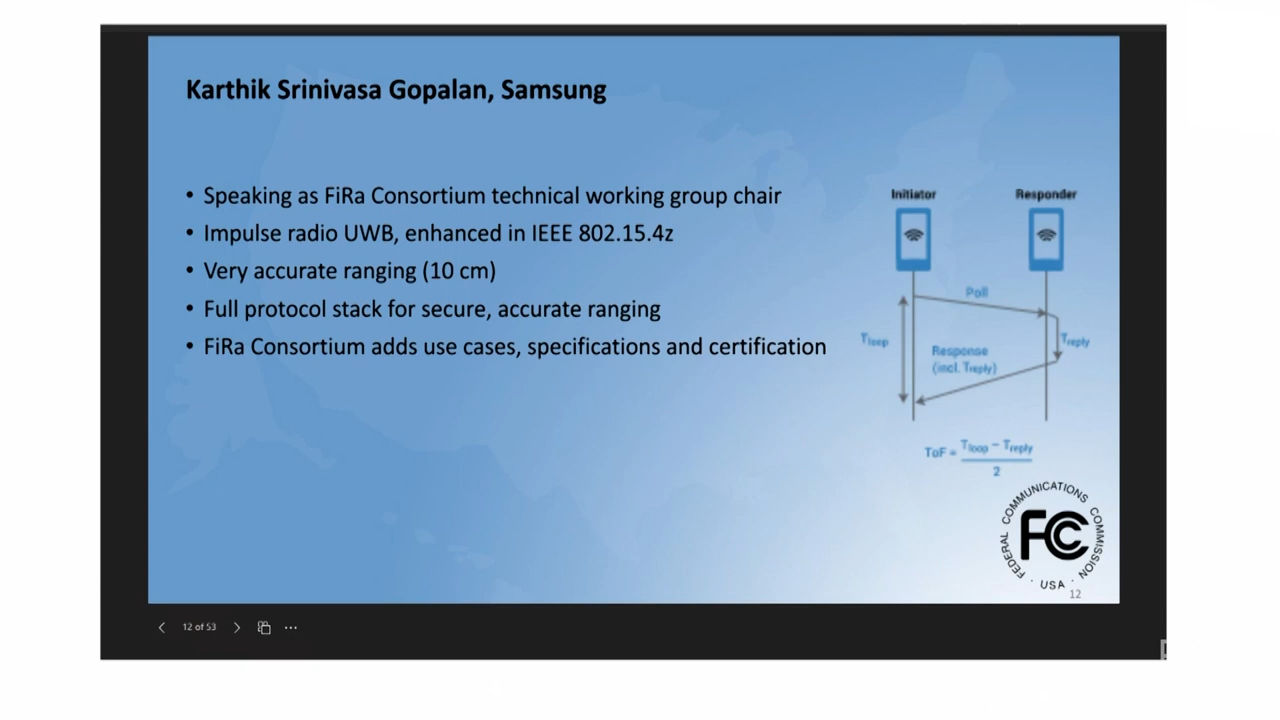 Karthik Srinivasa Gopalan, Samsung
• Speaking as FiRa Consortium technical working group chair
• Impulse radio UWB, enhanced in IEEE 802.15.4z
• Very accurate ranging (10 cm)
• Full protocol stack for secure, accurate ranging
• FiRa Consortium adds use cases, specifications and certification
Initiator
Responder
Poll
Tloop
Treply
Response
(incl. Treply)
ToF = Tloop − Treply
2
FEDERAL COMMUNICATIONS COMMISSION
FCC
· USA ·
12
12 of 53